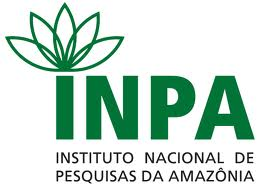 INPA
INSTITUTO NACIONAL DE
PESQUISAS DA AMAZÔNIA